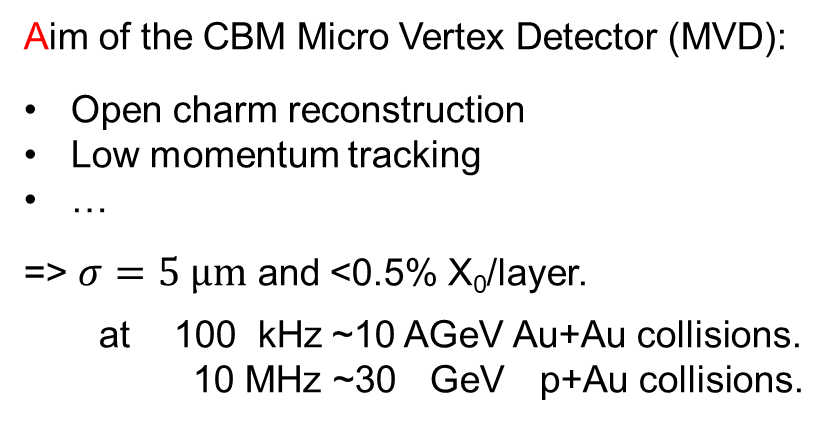 Aim of the CBM Micro Vertex Detector (MVD):
• Open charm reconstruction
• Low momentum tracking
• …
=> σ = 5 μm and <0.5% X₀/layer.
at 100 kHz ~10 AGeV Au+Au collisions.
10 MHz ~30 GeV p+Au collisions.